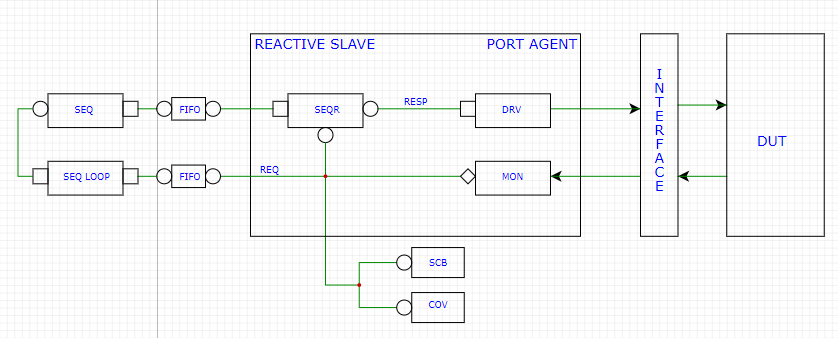 REACTIVE SLAVE
PORT AGENT
SEQ
FIFO
SEQR
RESP
DRV
INTERFACE
DUT
SEQ LOOP
FIFO
REQ
MON
SCB
COV